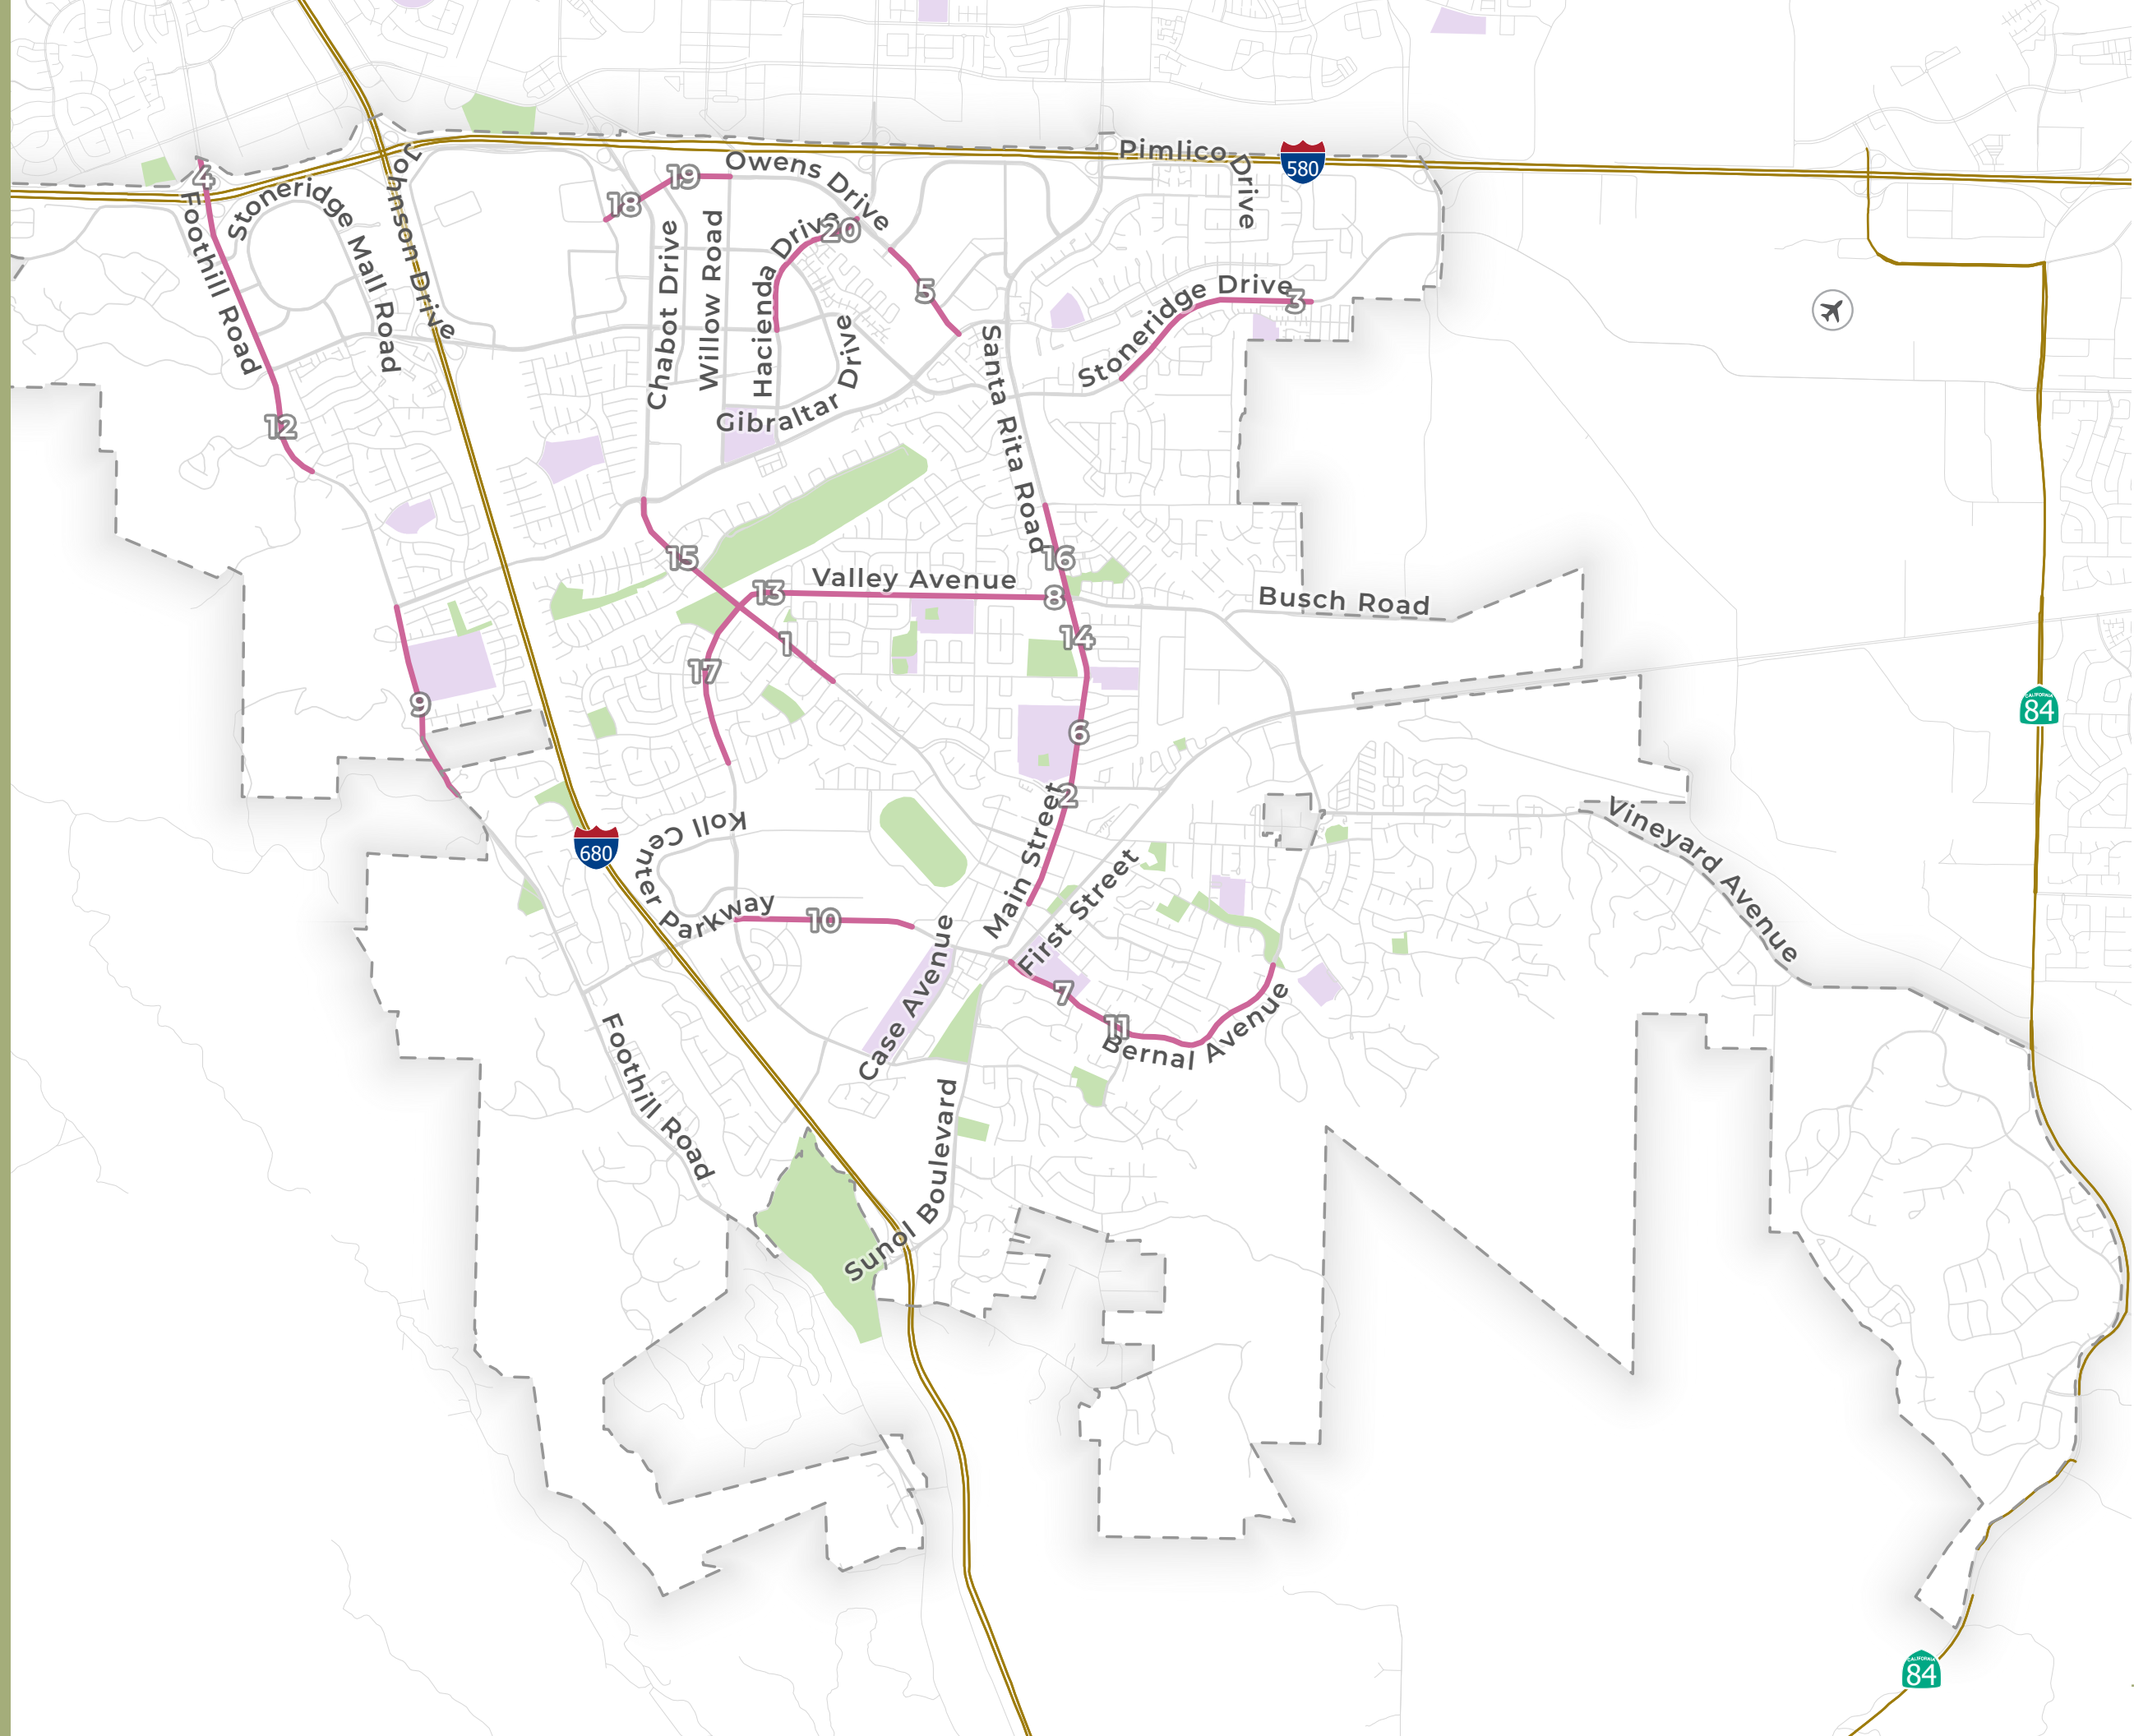 Pimlico Drive
580
Owens Drive
19
18
4
Johnson Drive
Stoneridge Mall Road
Foothill Road
20
Hacienda Drive
Chabot Drive
Willow Road
5
Stoneridge Drive
3
Gibraltar Drive
Santa Rita Road
12
15
16
Valley Avenue
13
8
Busch Road
14
1
17
9
6
CALIFORNIA
84
2
Koll Center Parkway
680
Main Street
First Street
Vineyard Avenue
10
Case Avenue
7
11
Bernal Avenue
Foothill Road
Sunol Boulevard
CALIFORNIA
84